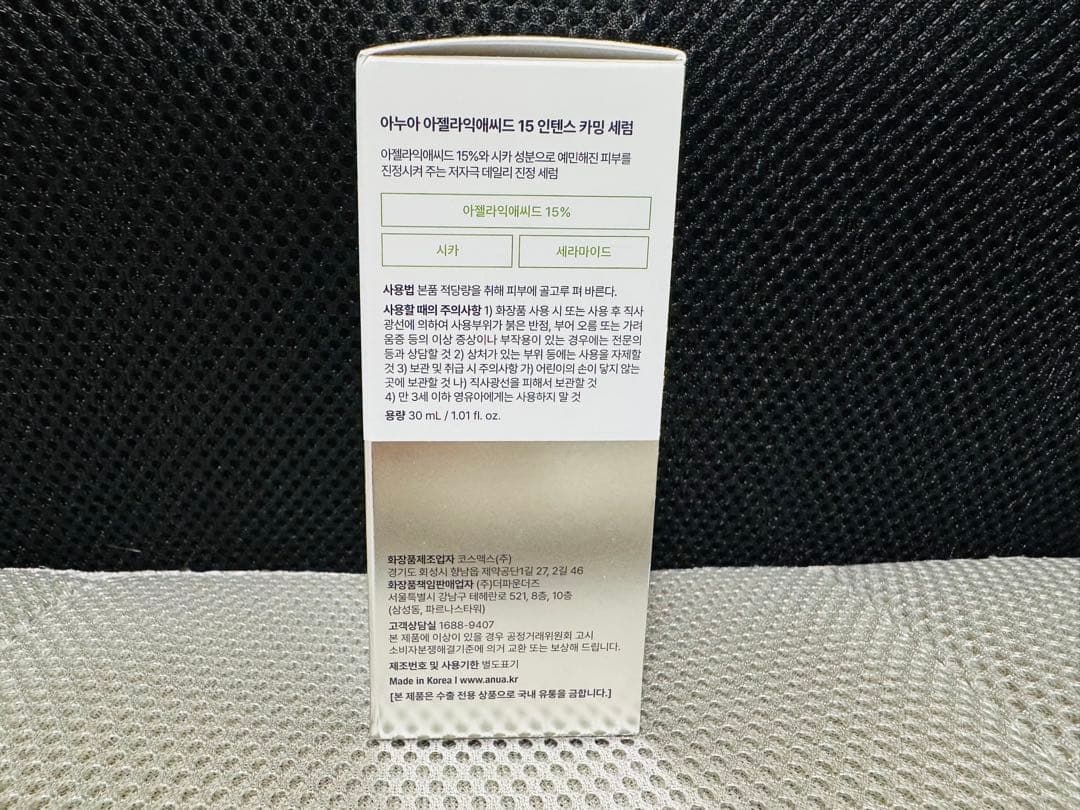 아누아 아젤라익애씨드 15 인텐스 카밍 세럼
아젤라익애씨드 15%와 시카 성분으로 예민해진 피부를
진정시켜 주는 저자극 데일리 진정 세럼
아젤라익애씨드 15%
시카
세라마이드
사용법 본품 적당량을 취해 피부에 골고루 펴 바른다.
사용할 때의 주의사항 1) 화장품 사용 시 또는 사용 후 직사
광선에 의하여 사용부위가 붉은 반점, 부어 오름 또는 가려
움증 등의 이상 증상이나 부작용이 있는 경우에는 전문의
등과 상담할 것 2) 상처가 있는 부위 등에는 사용을 자제할
것 3) 보관 및 취급 시 주의사항 가) 어린이의 손이 닿지 않는
곳에 보관할 것 나) 직사광선을 피해서 보관할 것
4) 만 3세 이하 영유아에게는 사용하지 말 것
용량 30 mL / 1.01 fl. oz.
화장품제조업자 코스맥스(주)
경기도 화성시 향남읍 제약공단1길 27, 2길 46
화장품책임판매업자 (주)더파운더즈
서울특별시 강남구 테헤란로 521, 8층, 10층
(삼성동, 파르나스타워)
고객상담실 1688-9407
본 제품에 이상이 있을 경우 공정거래위원회 고시
소비자분쟁해결기준에 의거 교환 또는 보상해 드립니다.
제조번호 및 사용기한 별도표기
Made in Korea l www.anua.kr
[본 제품은 수출 전용 상품으로 국내 유통을 금합니다.]